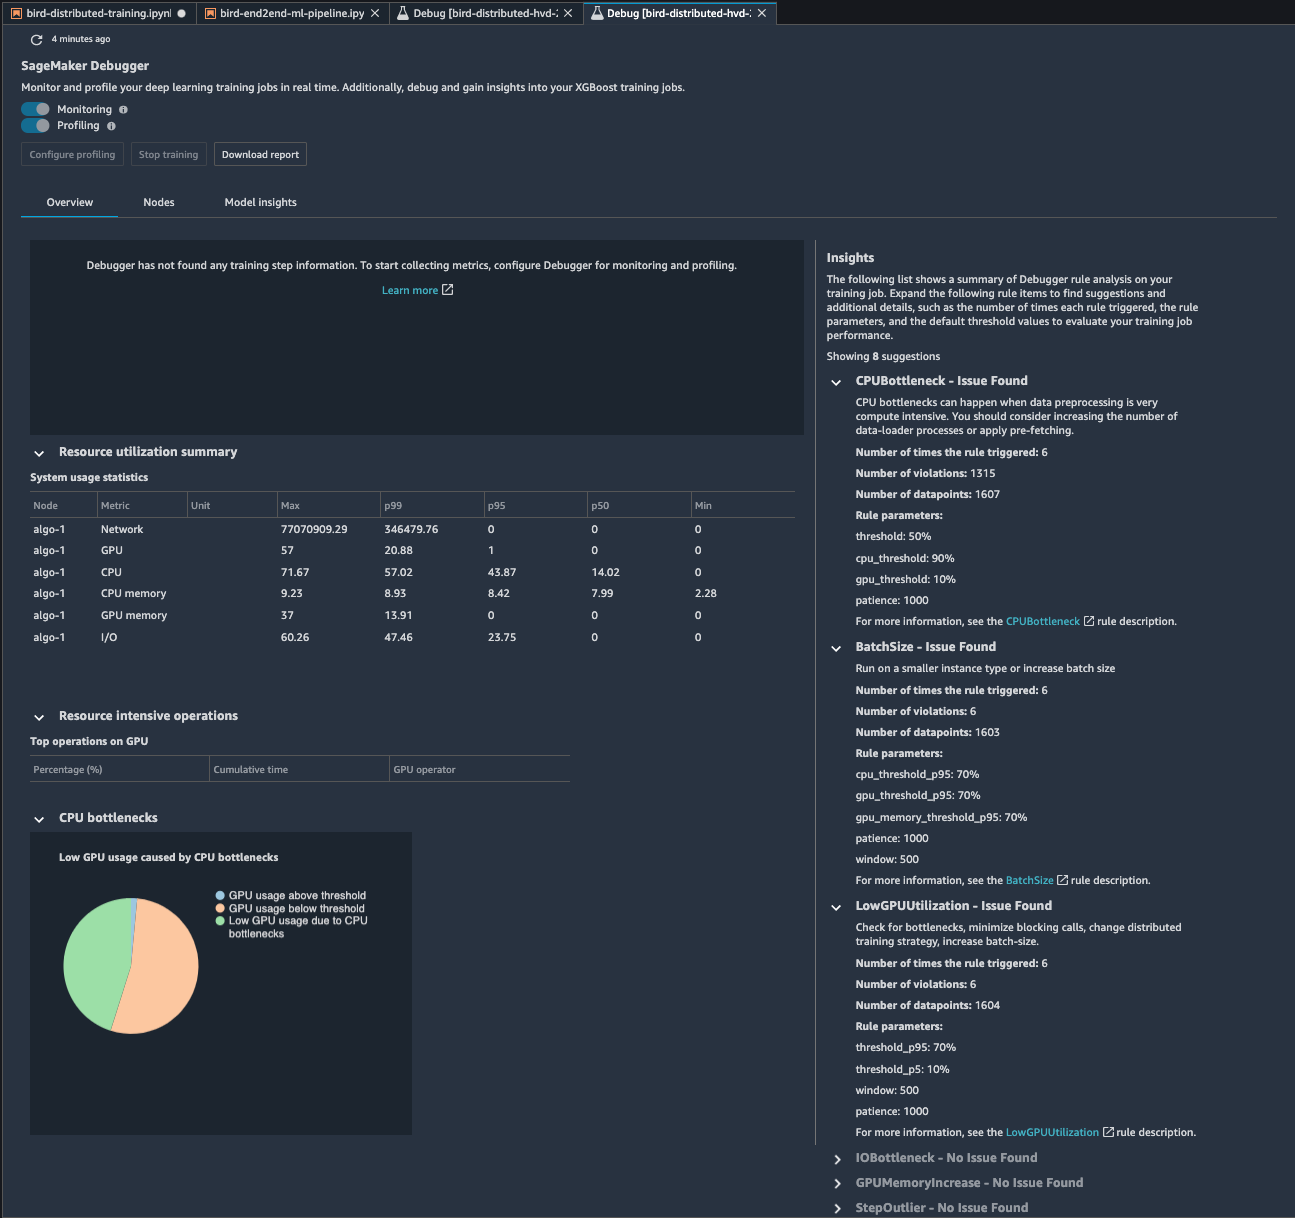 bird-distributed-training.ipynl
bird-end2end-ml-pipeline.ipy
Debug [bird-distributed-hvd-:
Debug [bird-distributed-hvd-:
4 minutes ago
SageMaker Debugger
Monitor and profile your deep learning training jobs in real time. Additionally, debug and gain insights into your XGBoost training jobs.
Monitoring
Profiling
Configure profiling
Stop training
Download report
Overview
Nodes
Model insights
Debugger has not found any training step information. To start collecting metrics, configure Debugger for monitoring and profiling.
Learn more
Resource utilization summary
System usage statistics
Node Metric Unit Max p99 p95 p50 Min
algo-1 Network 77070909.29 346479.76 0 0 0
algo-1 GPU 57 20.88 1 0 0
algo-1 CPU 71.67 57.02 43.87 14.02 0
algo-1 CPU memory 9.23 8.93 8.42 7.99 2.28
algo-1 GPU memory 37 13.91 0 0 0
algo-1 I/O 60.26 47.46 23.75 0 0
Resource intensive operations
Top operations on GPU
Percentage (%) Cumulative time GPU operator
CPU bottlenecks
Low GPU usage caused by CPU bottlenecks
GPU usage above threshold
GPU usage below threshold
Low GPU usage due to CPU
bottlenecks
Insights
The following list shows a summary of Debugger rule analysis on your
training job. Expand the following rule items to find suggestions and
additional details, such as the number of times each rule triggered, the rule
parameters, and the default threshold values to evaluate your training job
performance.
Showing 8 suggestions
CPUBottleneck - Issue Found
CPU bottlenecks can happen when data preprocessing is very
compute intensive. You should consider increasing the number of
data-loader processes or apply pre-fetching.
Number of times the rule triggered: 6
Number of violations: 1315
Number of datapoints: 1607
Rule parameters:
threshold: 50%
cpu_threshold: 90%
gpu_threshold: 10%
patience: 1000
For more information, see the CPUBottleneck rule description.
BatchSize - Issue Found
Run on a smaller instance type or increase batch size
Number of times the rule triggered: 6
Number of violations: 6
Number of datapoints: 1603
Rule parameters:
cpu_threshold_p95: 70%
gpu_threshold_p95: 70%
gpu_memory_threshold_p95: 70%
patience: 1000
window: 500
For more information, see the BatchSize rule description.
LowGPUUtilization - Issue Found
Check for bottlenecks, minimize blocking calls, change distributed
training strategy, increase batch-size.
Number of times the rule triggered: 6
Number of violations: 6
Number of datapoints: 1604
Rule parameters:
threshold_p95: 70%
threshold_p5: 10%
window: 500
patience: 1000
For more information, see the LowGPUUtilization rule description.
IOBottleneck - No Issue Found
GPUMemoryIncrease - No Issue Found
StepOutlier - No Issue Found